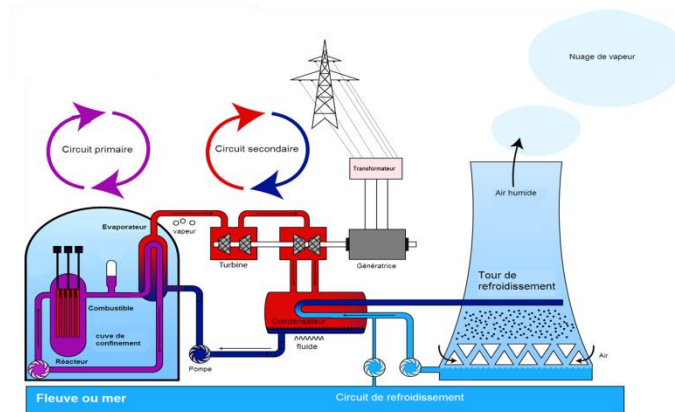 Nuage de vapeur
Circuit primaire
Circuit secondaire
Transformateur
Air humide
Evaporateur
vapeur
Turbine
Génératrice
Tour de
refroidissement
Combustible
cuve de
confinement
Réacteur
Condensateur
fluide
Pompe
Air
Fleuve ou mer
Circuit de refroidissement